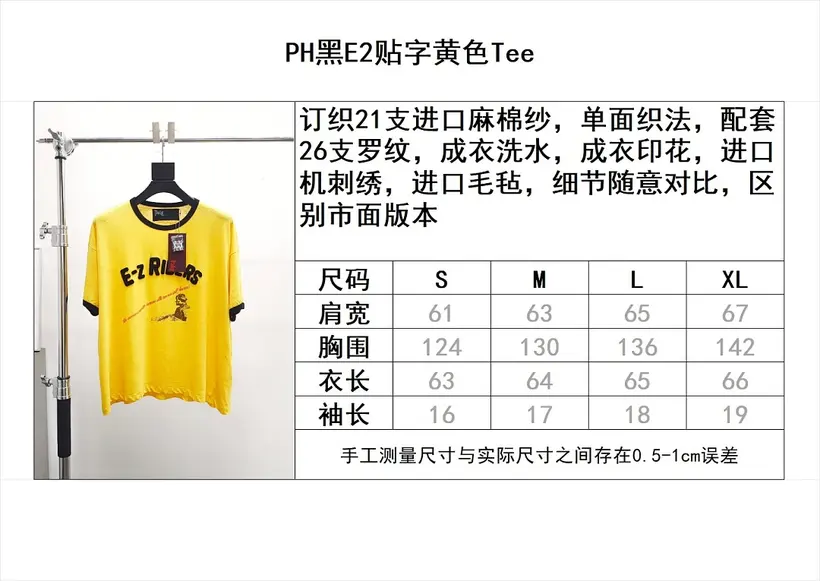 PH黑E2贴字黄色Tee
订织21支进口麻棉纱，单面织法，配套
26支罗纹，成衣洗水，成衣印花，进口
机刺绣，进口毛毡，细节随意对比，区
别市面版本
尺码 S M L XL
肩宽 61 63 65 67
胸围 124 130 136 142
衣长 63 64 65 66
袖长 16 17 18 19
手工测量尺寸与实际尺寸之间存在0.5-1cm误差
E-Z RIDERS